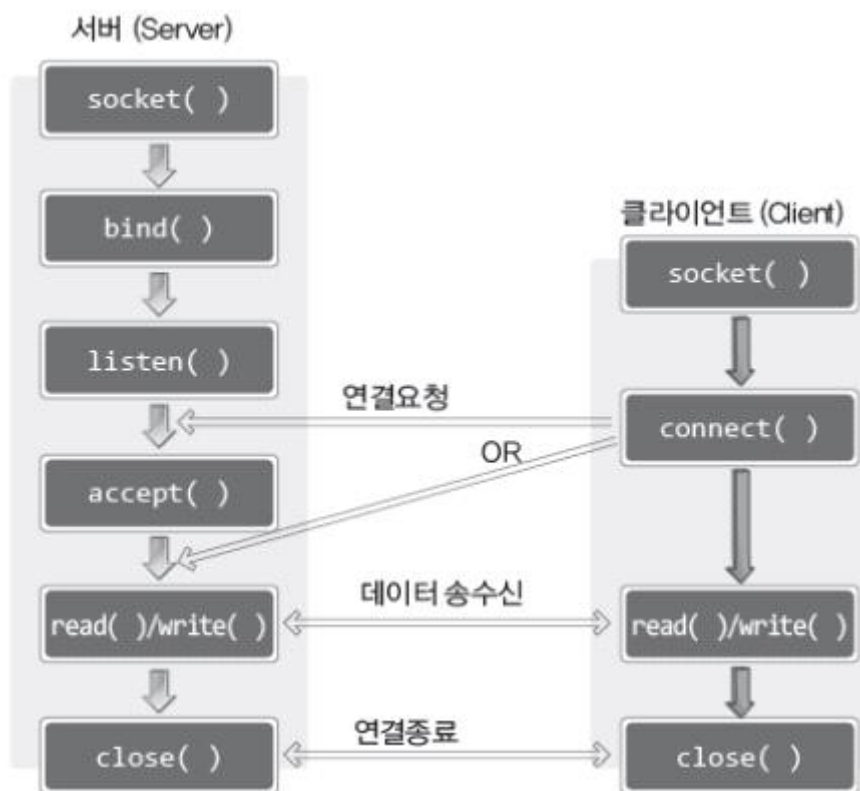 서버 (Server)
socket( )
bind( )
listen( )
accept( )
read( )/write( )
close( )
연결요청
OR
데이터 송수신
연결종료
클라이언트 (Client)
socket( )
connect( )
read( )/write( )
close( )